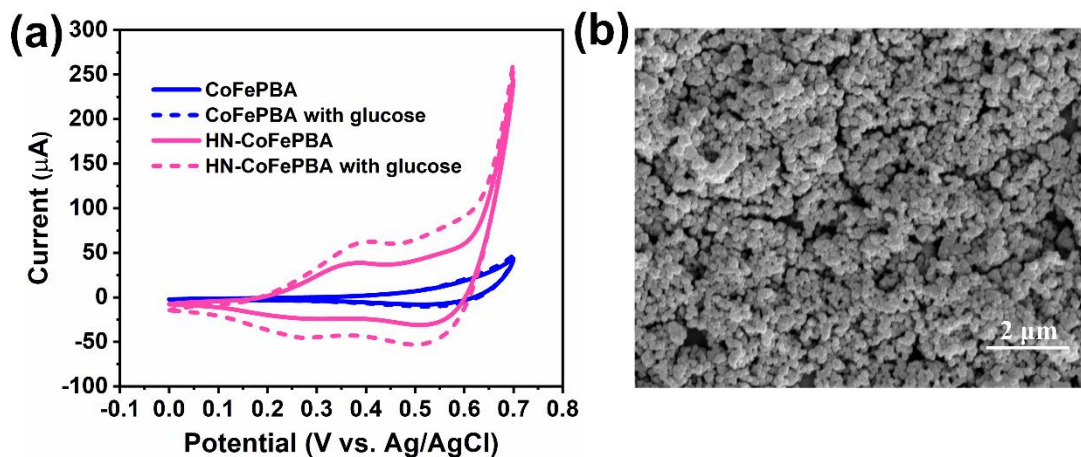 (a)
300
250
200
150
100
50
0
-50
-100
Current (μA)
CoFePBA
CoFePBA with glucose
HN-CoFePBA
HN-CoFePBA with glucose
-0.1 0.0 0.1 0.2 0.3 0.4 0.5 0.6 0.7 0.8
Potential (V vs. Ag/AgCl)
(b)
2 μm